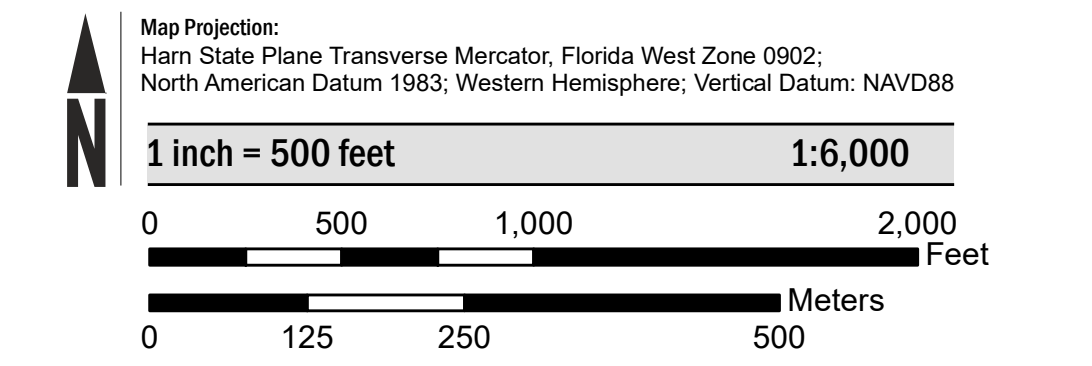 N
Map Projection:
Harn State Plane Transverse Mercator, Florida West Zone 0902;
North American Datum 1983; Western Hemisphere; Vertical Datum: NAVD88
1 inch = 500 feet 1:6,000
0 500 1,000 2,000
Feet
Meters
0 125 250 500